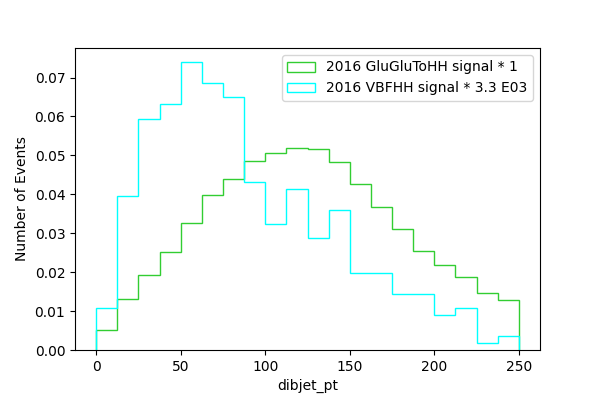 2016 GluGluToHH signal * 1
2016 VBFHH signal * 3.3 E03
Number of Events
0.07
0.06
0.05
0.04
0.03
0.02
0.01
0.00
0 50 100 150 200 250
dibjet_pt